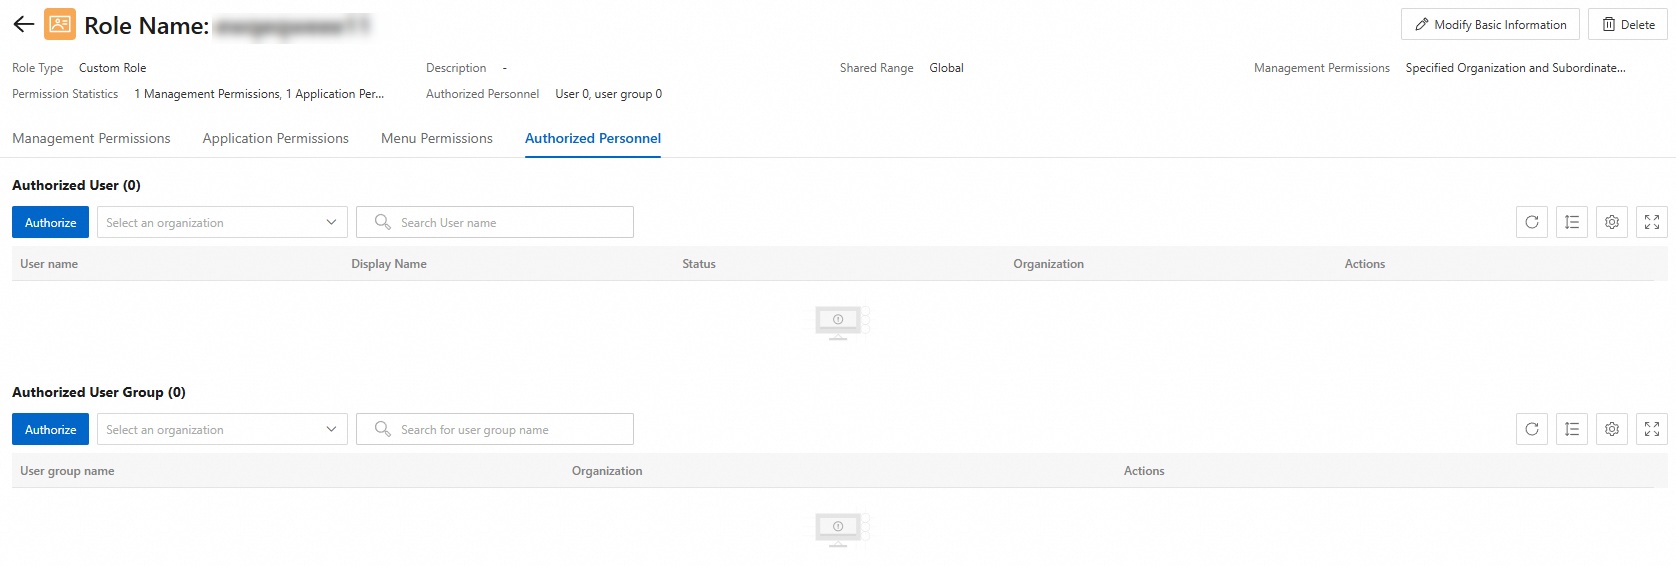 Role Name:
Modify Basic Information
Delete
Role Type Custom Role
Description -
Shared Range Global
Management Permissions Specified Organization and Subordinate...
Permission Statistics 1 Management Permissions, 1 Application Per...
Authorized Personnel User 0, user group 0
Management Permissions
Application Permissions
Menu Permissions
Authorized Personnel
Authorized User (0)
Authorize
Select an organization
Search User name
User name Display Name Status Organization Actions
Authorized User Group (0)
Authorize
Select an organization
Search for user group name
User group name Organization Actions